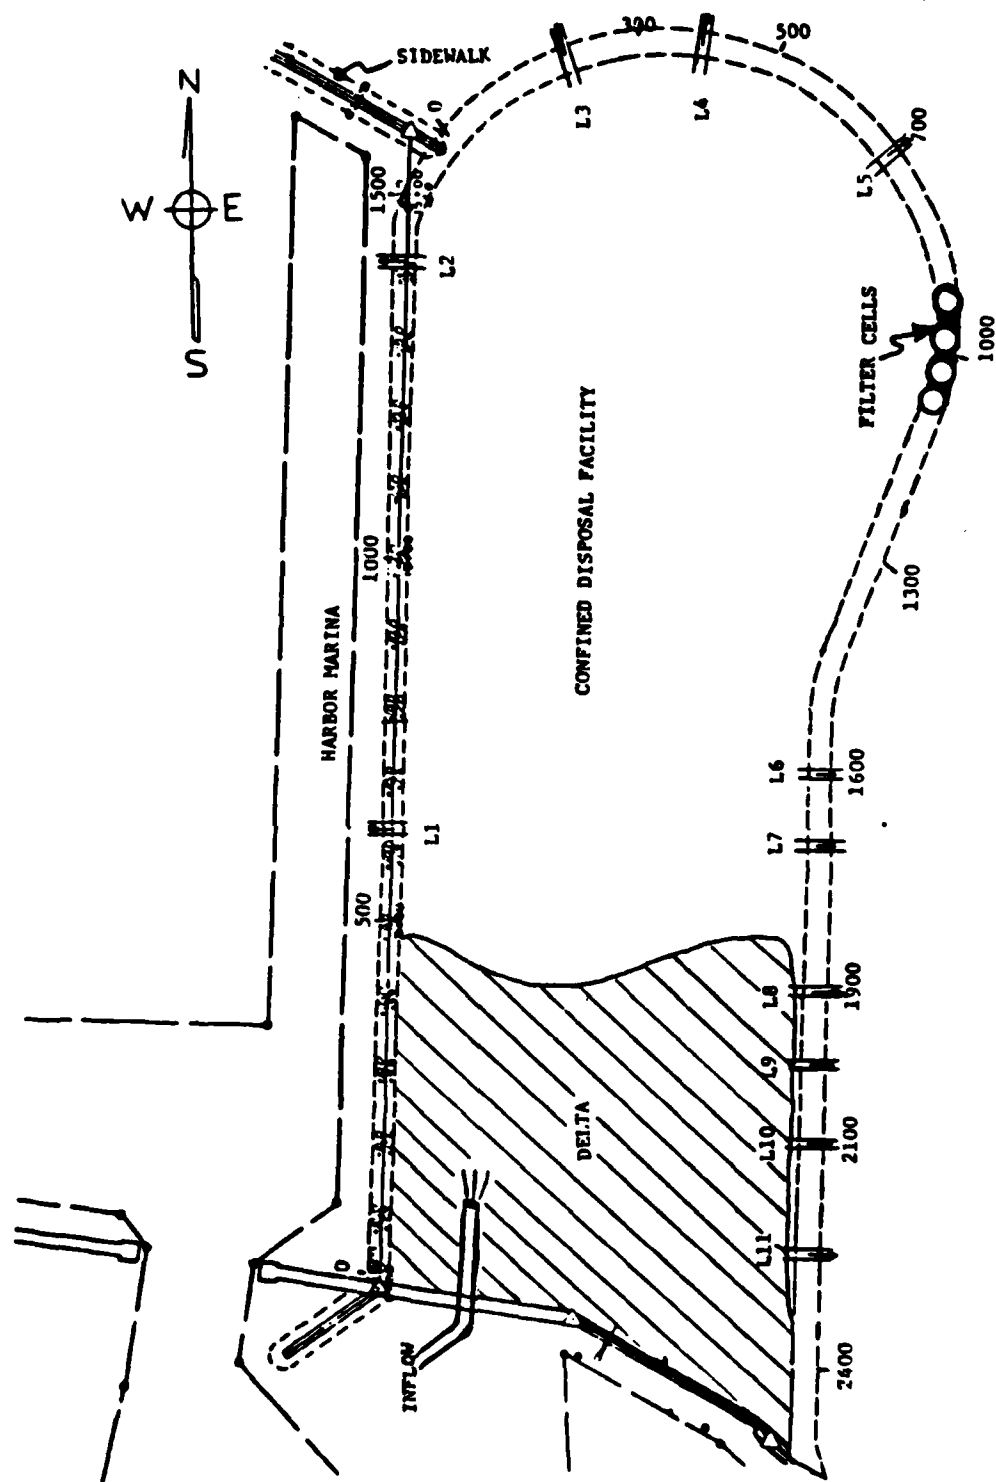 SIDEWALK
300
500
0
N
L3
L4
700
L5
1500
W E
L2
S
FILTER CELLS
1000
CONFINED DISPOSAL FACILITY
1000
HARBOR MARINA
1300
L6
1600
L1
L7
500
L8
1900
L9
DELTA
L10
2100
L11
0
INFLOW
2400